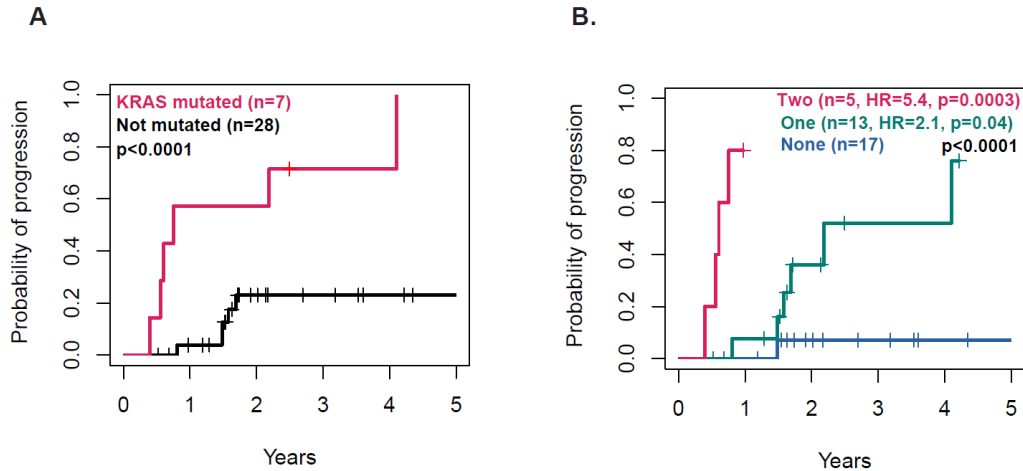 A
B.
KRAS mutated (n=7)
Not mutated (n=28)
p<0.0001
Probability of progression
0.0
0.2
0.4
0.6
0.8
1.0
0 1 2 3 4 5
Years
Two (n=5, HR=5.4, p=0.0003)
One (n=13, HR=2.1, p=0.04)
None (n=17) p<0.0001
Probability of progression
0.0
0.2
0.4
0.6
0.8
1.0
0 1 2 3 4 5
Years